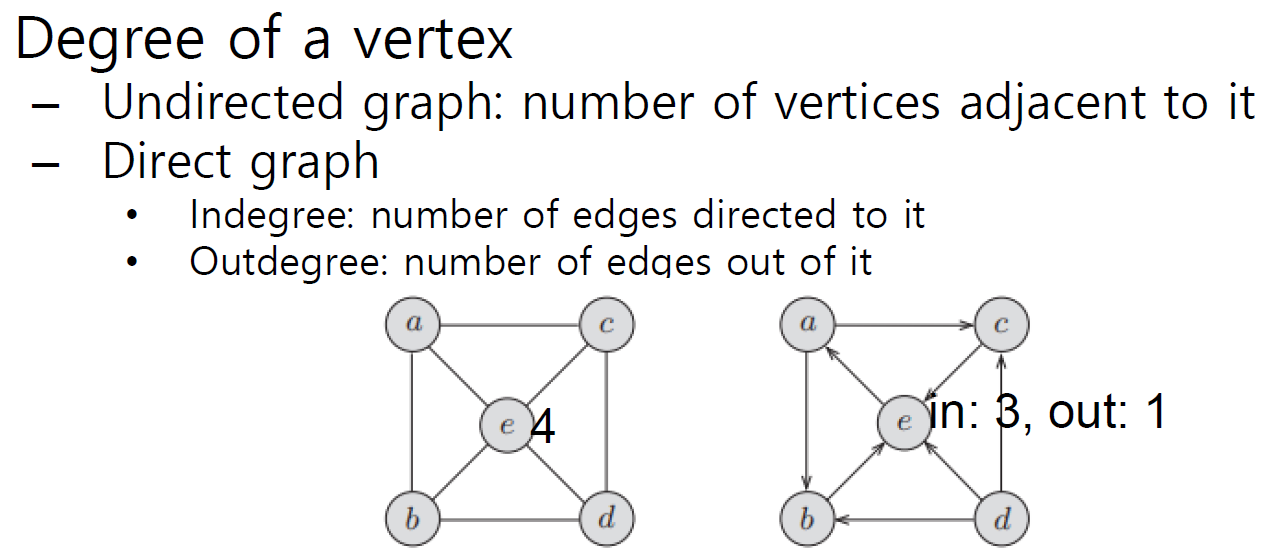 Degree of a vertex
– Undirected graph: number of vertices adjacent to it
– Direct graph
• Indegree: number of edges directed to it
• Outdegree: number of edges out of it
a c a c
e 4 e in: 3, out: 1
b d b d